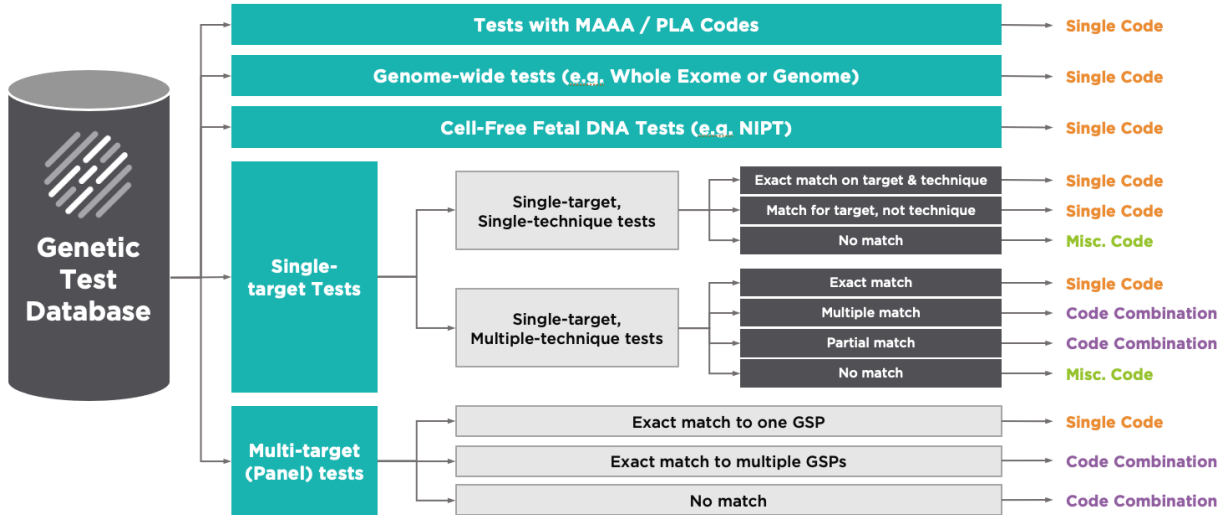 Genetic
Test
Database
Tests with MAAA / PLA Codes
Single Code
Genome-wide tests (e.g. Whole Exome or Genome)
Single Code
Cell-Free Fetal DNA Tests (e.g. NIPT)
Single Code
Single-
target Tests
Single-target,
Single-technique tests
Exact match on target & technique
Single Code
Match for target, not technique
Single Code
No match
Misc. Code
Single-target,
Multiple-technique tests
Exact match
Single Code
Multiple match
Code Combination
Partial match
Code Combination
No match
Misc. Code
Multi-target
(Panel) tests
Exact match to one GSP
Single Code
Exact match to multiple GSPs
Code Combination
No match
Code Combination